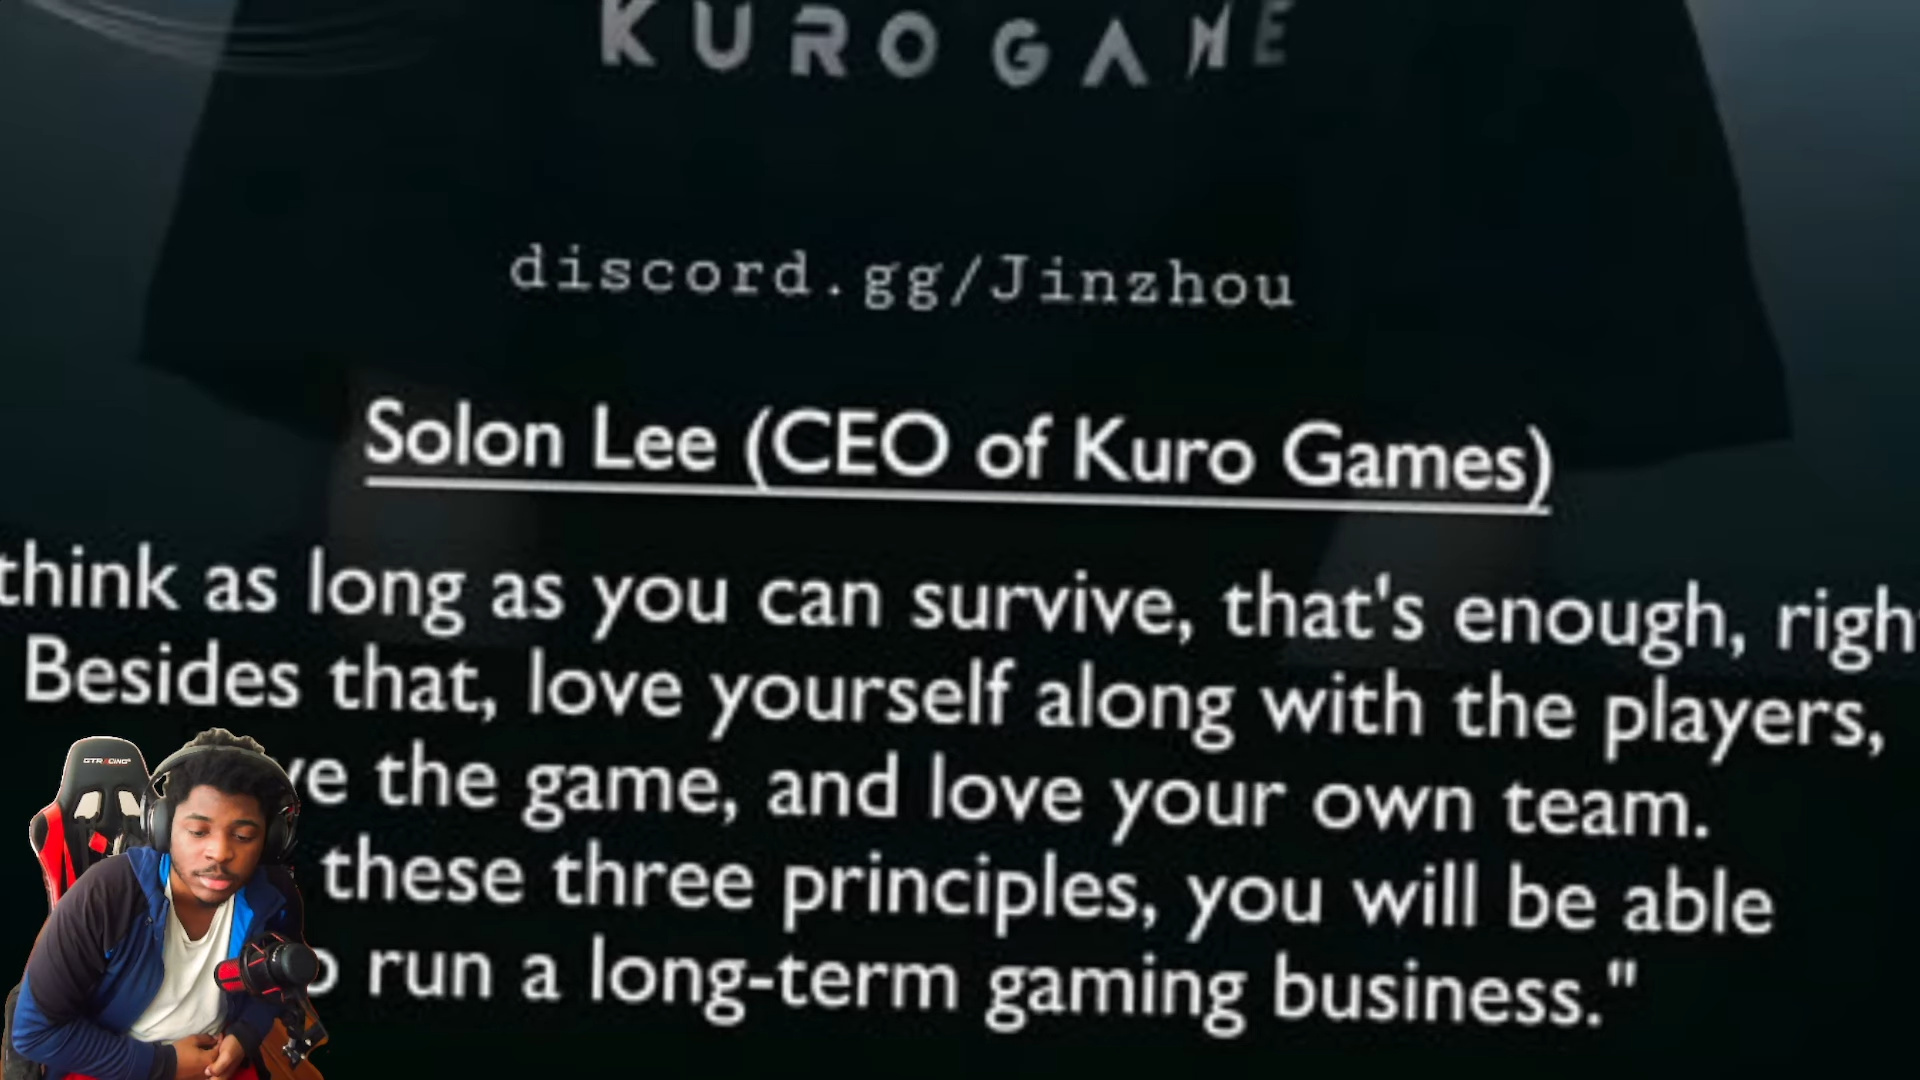 KURO GAME
discord.gg/Jinzhou
Solon Lee (CEO of Kuro Games)
think as long as you can survive, that's enough,
Besides that, love yourself along with the players,
the game, and love your own team.
these three principles, you will be able
run a long-term gaming business."
GTRACING